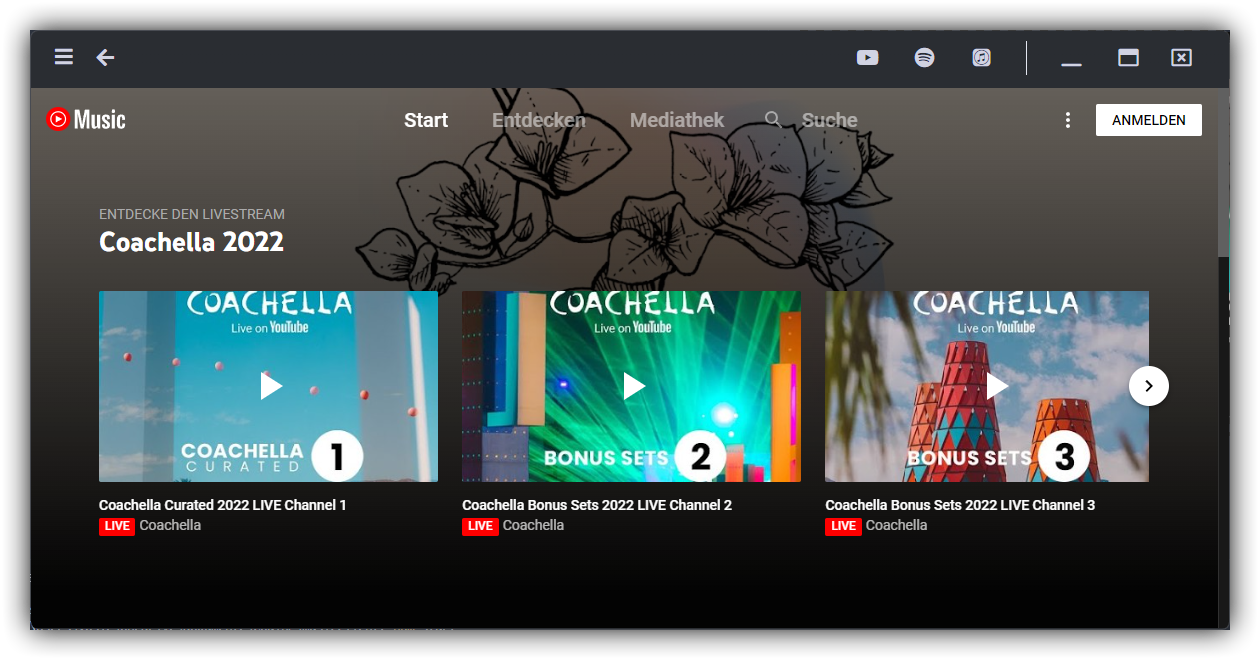 Music
Start
Entdecken
Mediathek
Suche
ANMELDEN
ENTDECKE DEN LIVESTREAM
Coachella 2022
COACHELLA
Live on YouTube
COACHELLA
CURATED
1
COACHELLA
Live on YouTube
BONUS SETS
2
COACHELLA
Live on YouTube
BONUS SETS
3
Coachella Curated 2022 LIVE Channel 1
LIVE Coachella
Coachella Bonus Sets 2022 LIVE Channel 2
LIVE Coachella
Coachella Bonus Sets 2022 LIVE Channel 3
LIVE Coachella